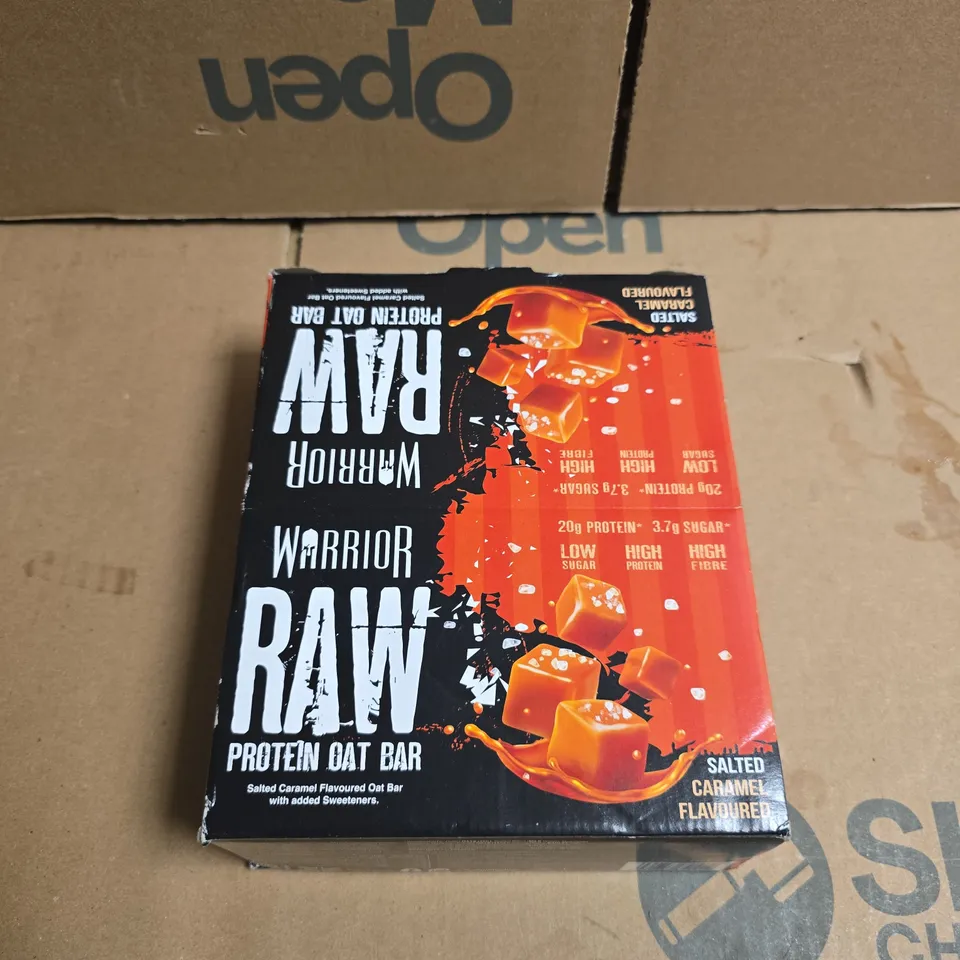 Open
Open
Salted Caramel Flavoured Oat Bar
with added Sweeteners.
PROTEIN OAT BAR
RAW
WARRIOR
SALTED
CARAMEL
FLAVOURED
LOW SUGAR
HIGH PROTEIN
HIGH FIBRE
20g PROTEIN* 3.7g SUGAR*
WARRIOR
RAW
PROTEIN OAT BAR
Salted Caramel Flavoured Oat Bar
with added Sweeteners.
20g PROTEIN* 3.7g SUGAR*
LOW SUGAR
HIGH PROTEIN
HIGH FIBRE
SALTED
CARAMEL
FLAVOURED